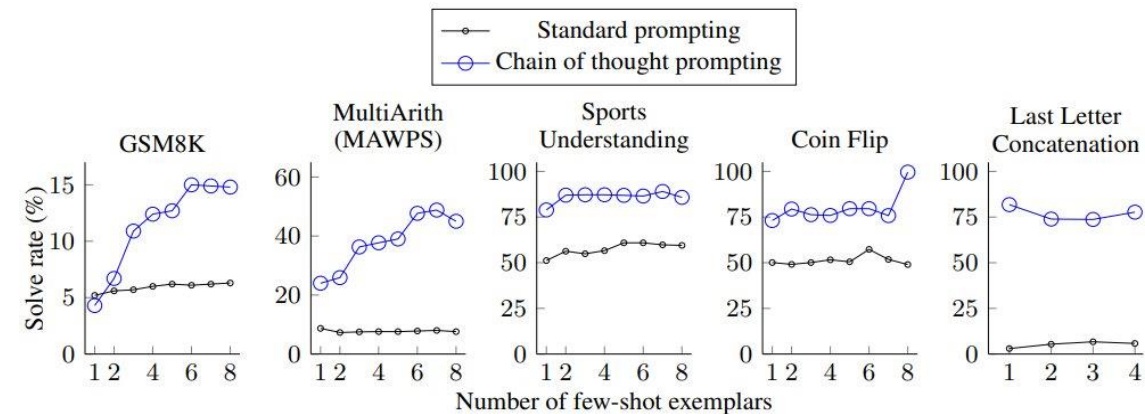 Standard prompting
Chain of thought prompting
GSM8K
MultiArith
(MAWPS)
Sports
Understanding
Coin Flip
Last Letter
Concatenation
Solve rate (%)
15
10
5
0
1 2 4 6 8
60
40
20
0
1 2 4 6 8
100
75
50
25
0
1 2 4 6 8
100
75
50
25
0
1 2 4 6 8
100
75
50
25
0
1 2 3 4
Number of few-shot exemplars